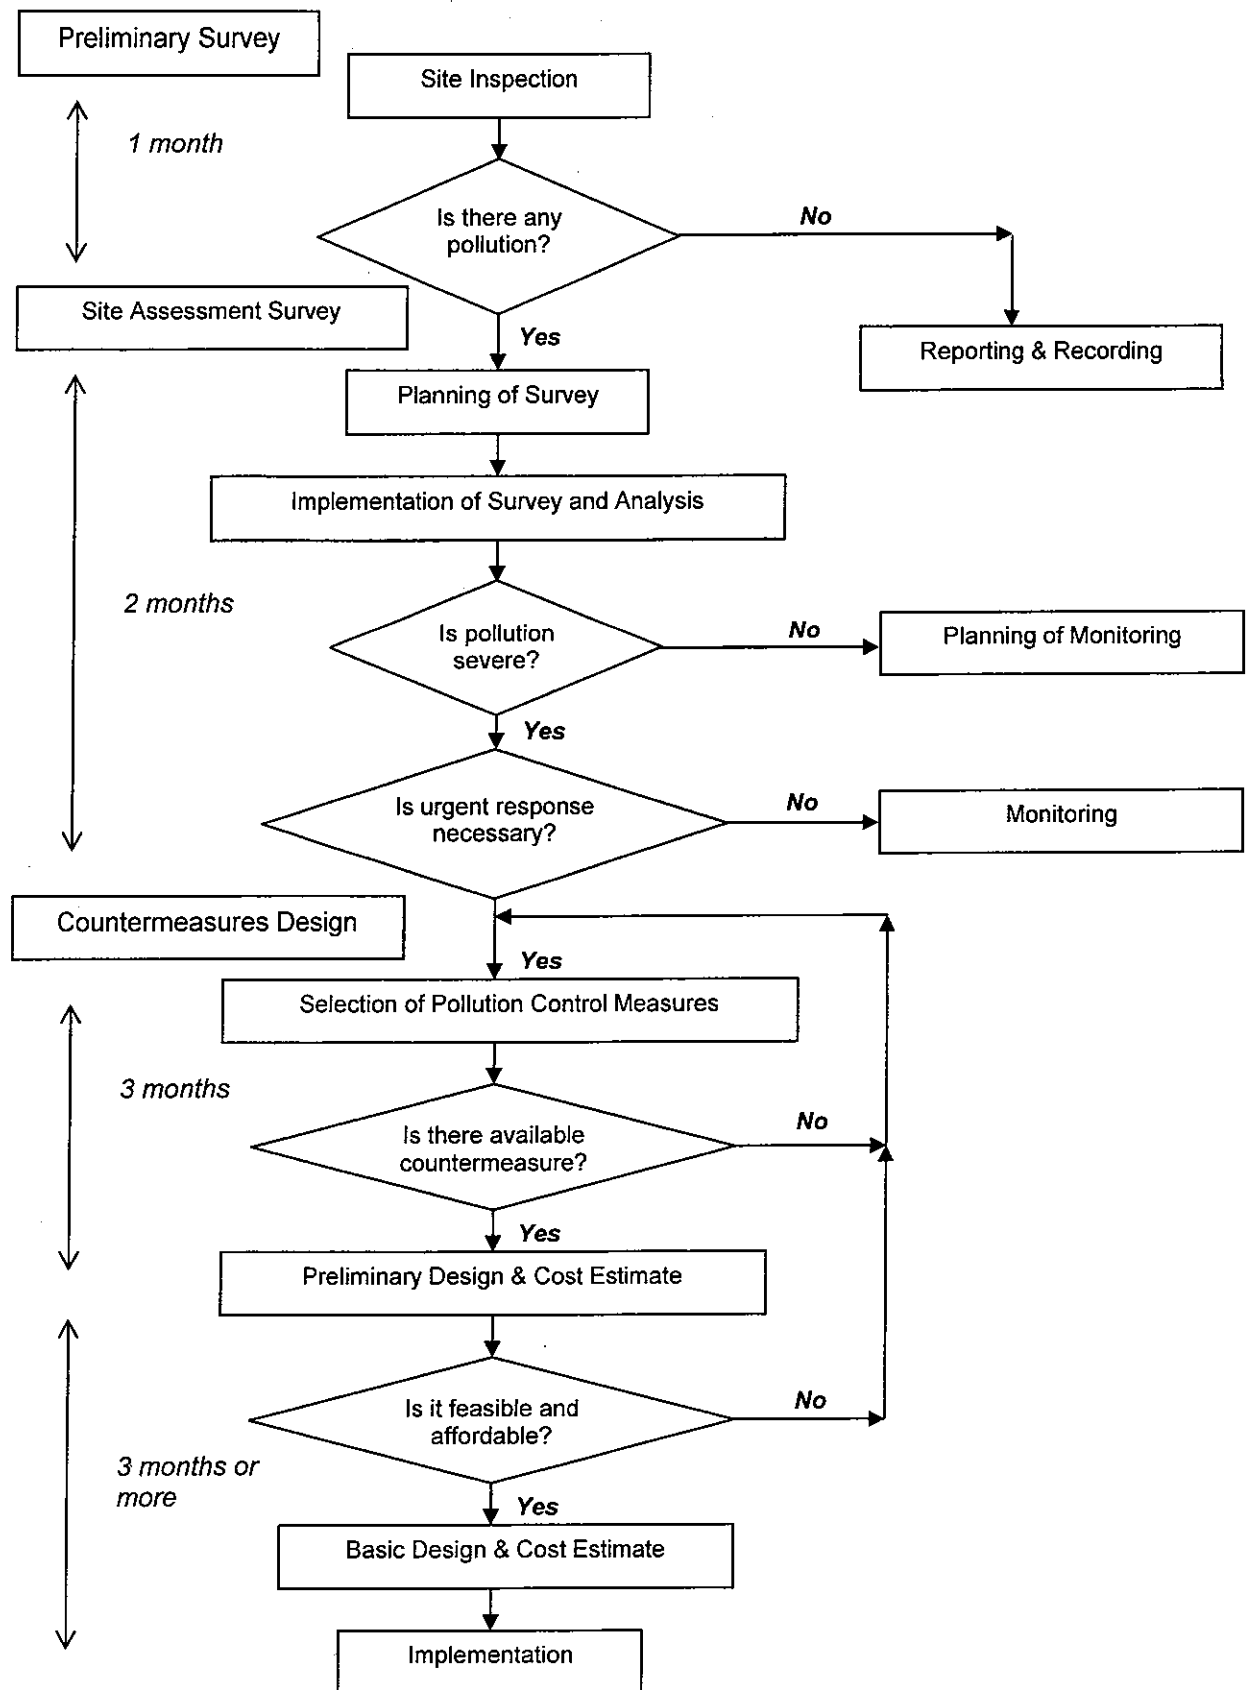 Preliminary Survey
Site Inspection
1 month
Is there any
pollution?
No
Site Assessment Survey
Yes
Reporting & Recording
Planning of Survey
Implementation of Survey and Analysis
2 months
Is pollution
severe?
No
Planning of Monitoring
Yes
Is urgent response
necessary?
No
Monitoring
Countermeasures Design
Yes
Selection of Pollution Control Measures
3 months
Is there available
countermeasure?
No
Yes
Preliminary Design & Cost Estimate
Is it feasible and
affordable?
No
3 months or
more
Yes
Basic Design & Cost Estimate
Implementation